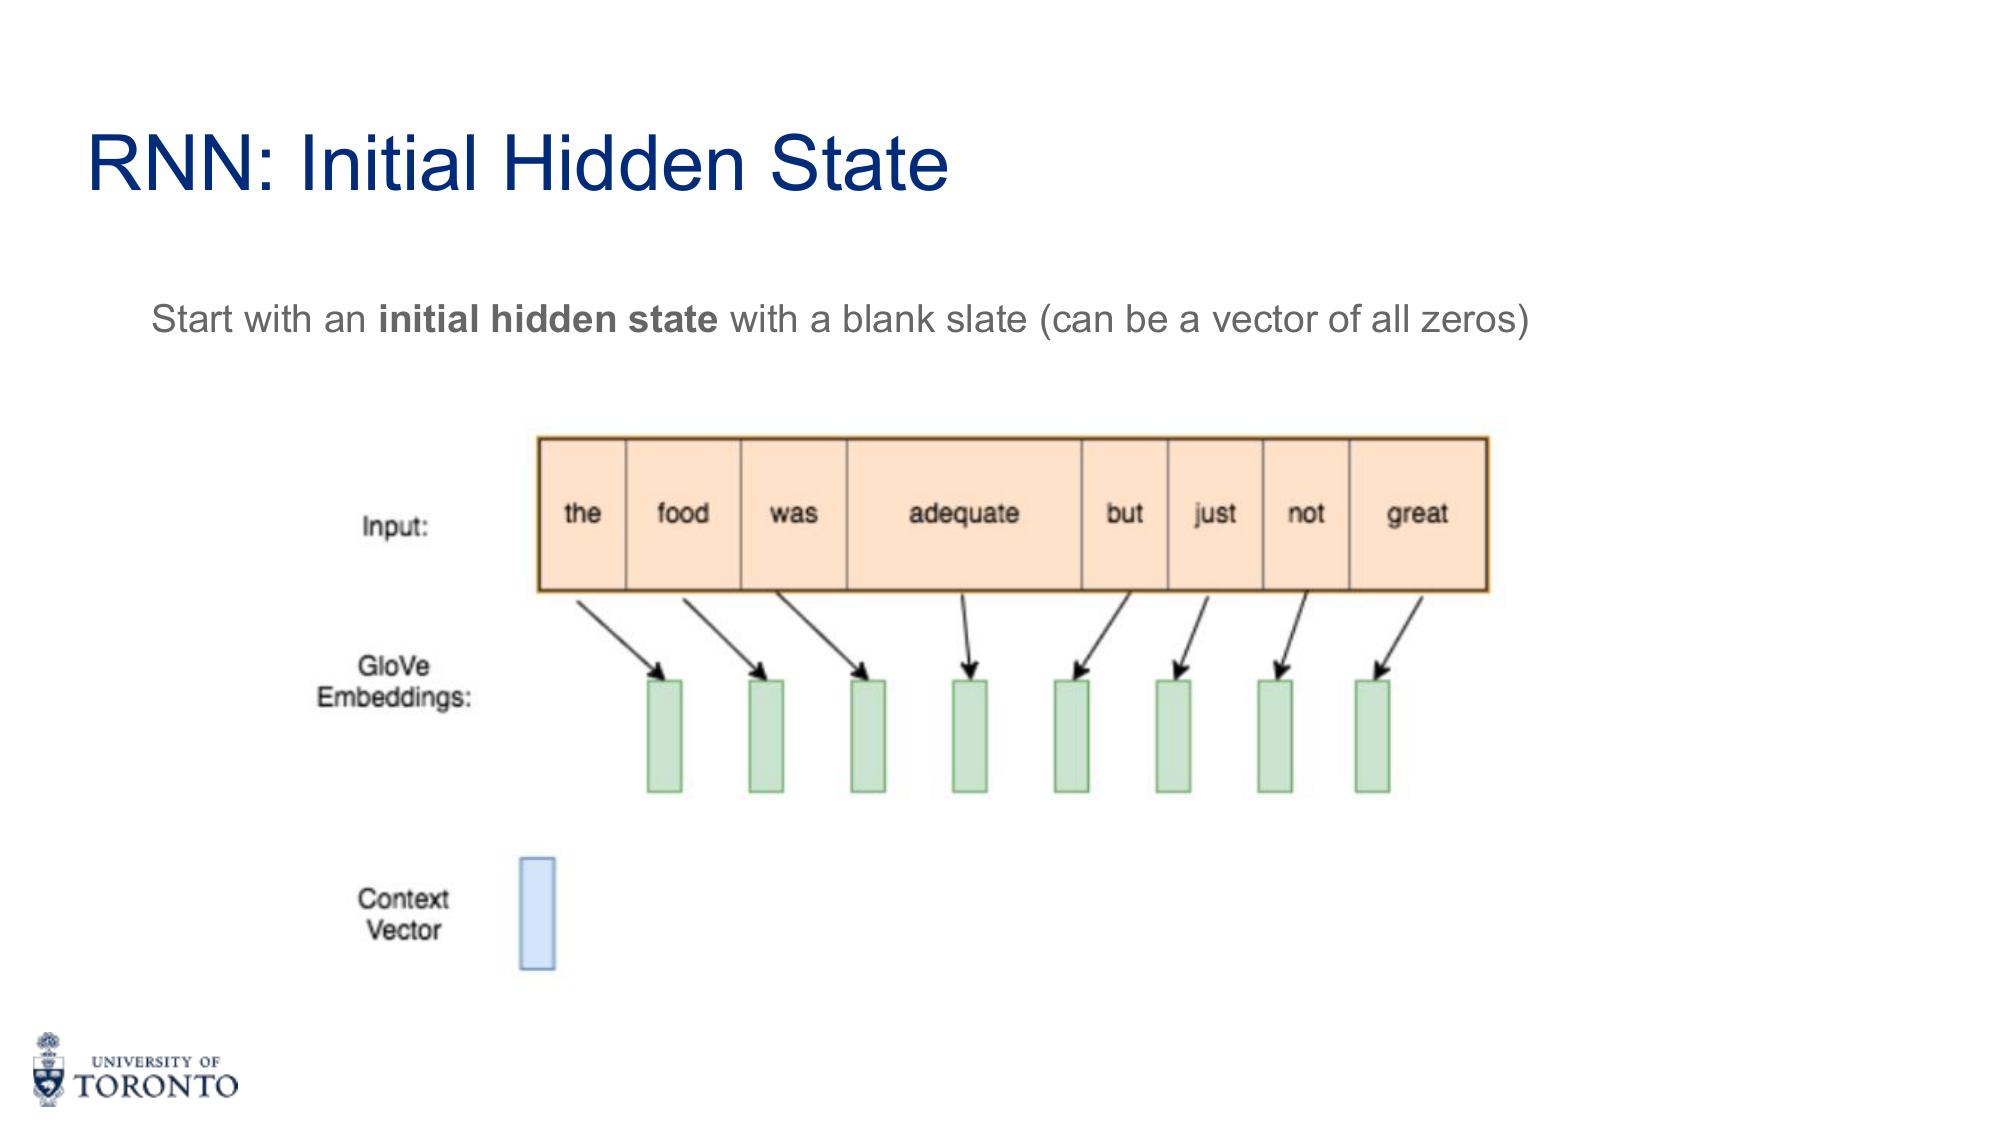 RNN: Initial Hidden State
Start with an initial hidden state with a blank slate (can be a vector of all zeros)
Input:
the food was adequate but just not great
GloVe
Embeddings:
Context
Vector
UNIVERSITY OF
TORONTO